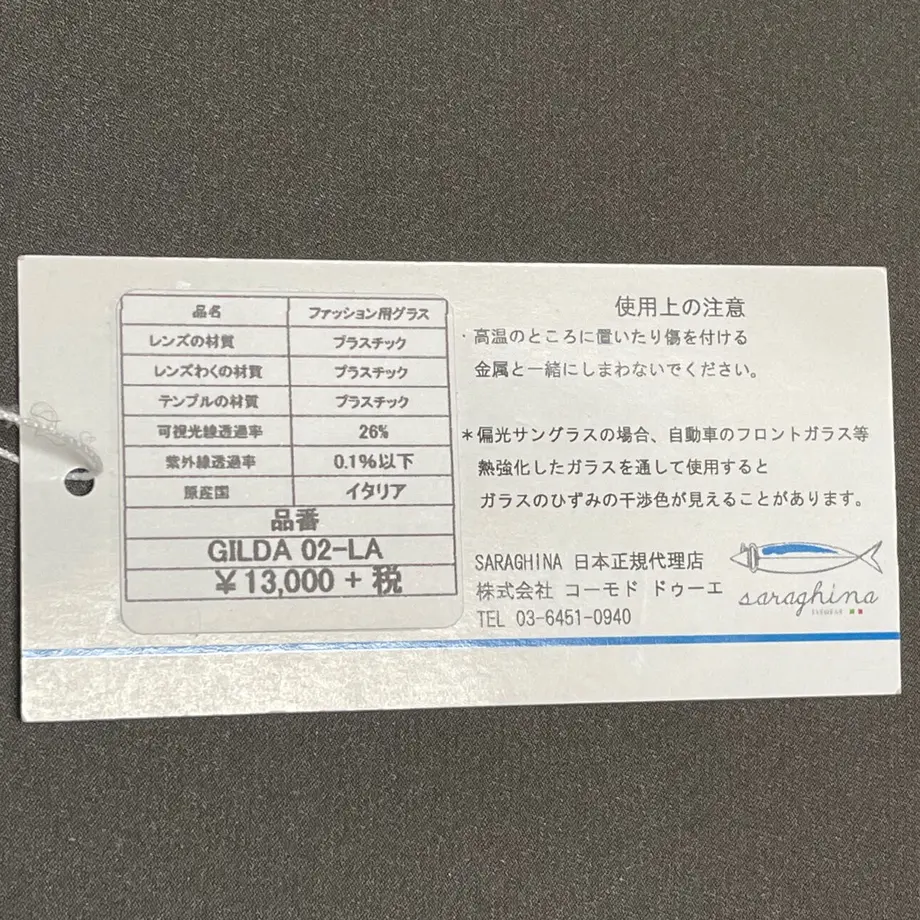 品名 ファッション用グラス
レンズの材質 プラスチック
レンズわくの材質 プラスチック
テンプルの材質 プラスチック
可視光線透過率 26%
紫外線透過率 0.1%以下
原産国 イタリア
品番
GILDA 02-LA
¥13,000 + 税
使用上の注意
・高温のところに置いたり傷を付ける
金属と一緒にしまわないでください。
*偏光サングラスの場合、自動車のフロントガラス等
熱強化したガラスを通して使用すると
ガラスのひずみの干渉色が見えることがあります。
SARAGHINA 日本正規代理店
株式会社 コーモド ドゥーエ
TEL 03-6451-0940
saraghina
EYEWEAR